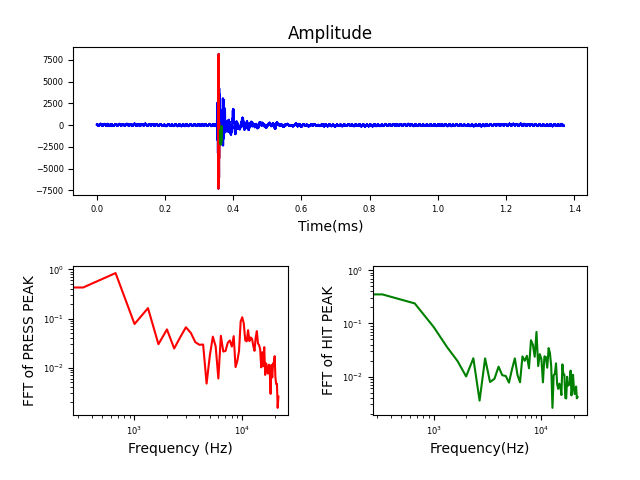 Amplitude
7500
5000
2500
0
−2500
−5000
−7500
0.0 0.2 0.4 0.6 0.8 1.0 1.2 1.4
Time(ms)
FFT of PRESS PEAK
10⁰
10⁻¹
10⁻²
10³ 10⁴
Frequency (Hz)
FFT of HIT PEAK
10⁰
10⁻¹
10⁻²
10³ 10⁴
Frequency(Hz)